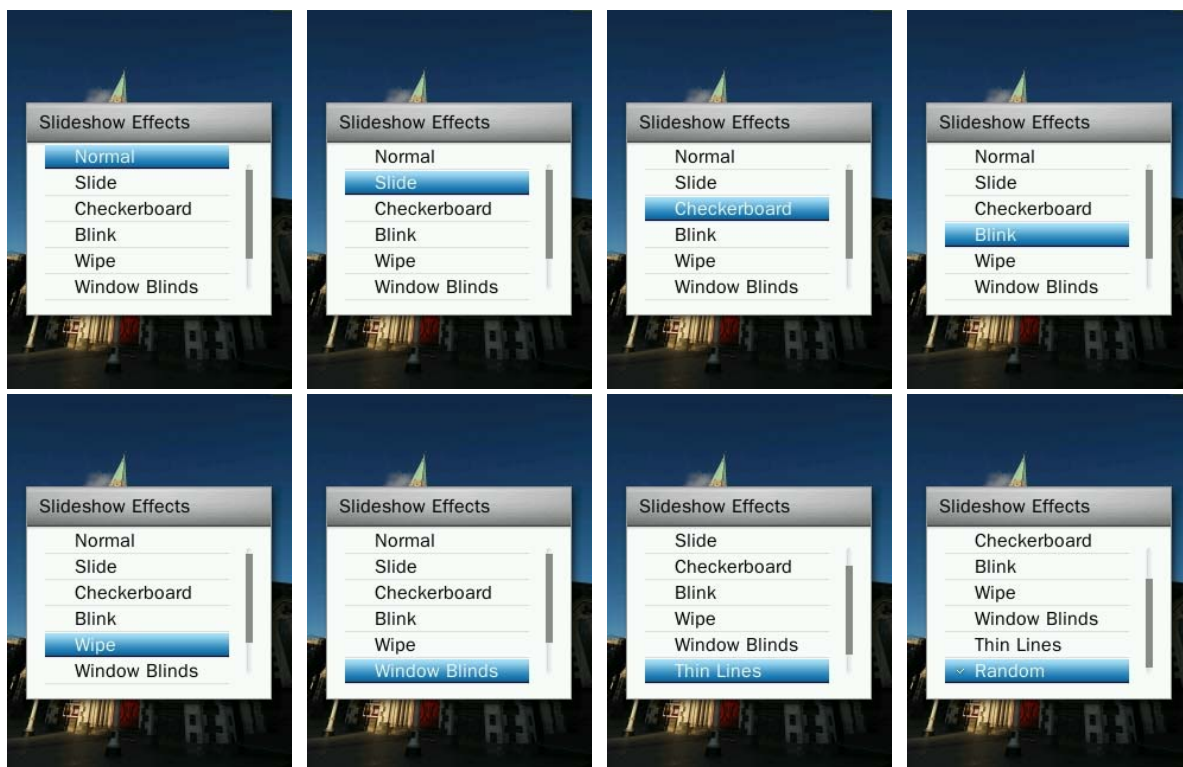 Slideshow Effects
Normal
Slide
Checkerboard
Blink
Wipe
Window Blinds
Slideshow Effects
Normal
Slide
Checkerboard
Blink
Wipe
Window Blinds
Slideshow Effects
Normal
Slide
Checkerboard
Blink
Wipe
Window Blinds
Slideshow Effects
Normal
Slide
Checkerboard
Blink
Wipe
Window Blinds
Slideshow Effects
Normal
Slide
Checkerboard
Blink
Wipe
Window Blinds
Slideshow Effects
Normal
Slide
Checkerboard
Blink
Wipe
Window Blinds
Slideshow Effects
Slide
Checkerboard
Blink
Wipe
Window Blinds
Thin Lines
Slideshow Effects
Checkerboard
Blink
Wipe
Window Blinds
Thin Lines
Random